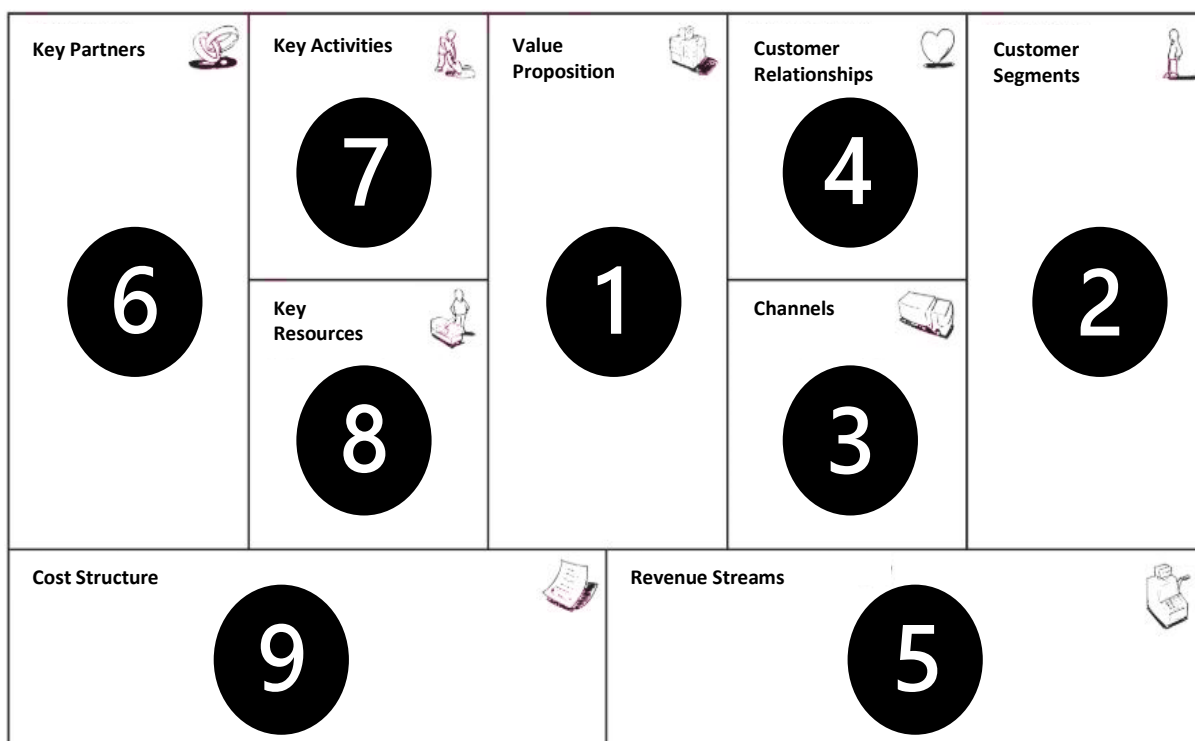 Key Partners
6
Key Activities
7
Key
Resources
8
Value
Proposition
1
Customer
Relationships
4
Channels
3
Customer
Segments
2
Cost Structure
9
Revenue Streams
5